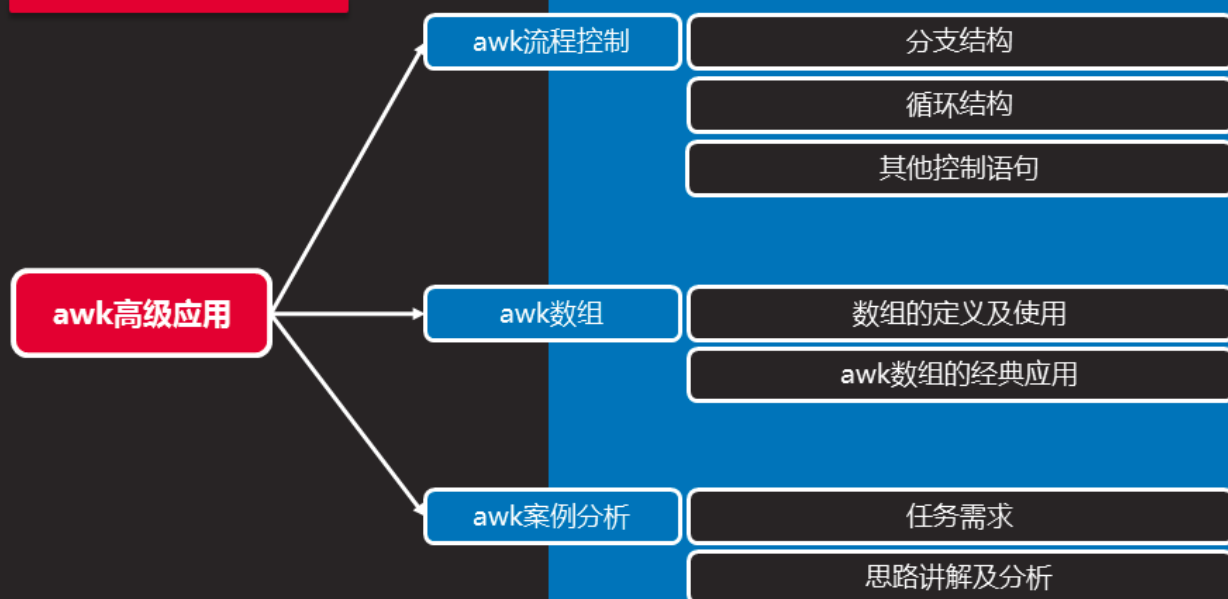 awk高级应用
awk流程控制
分支结构
循环结构
其他控制语句
awk数组
数组的定义及使用
awk数组的经典应用
awk案例分析
任务需求
思路讲解及分析